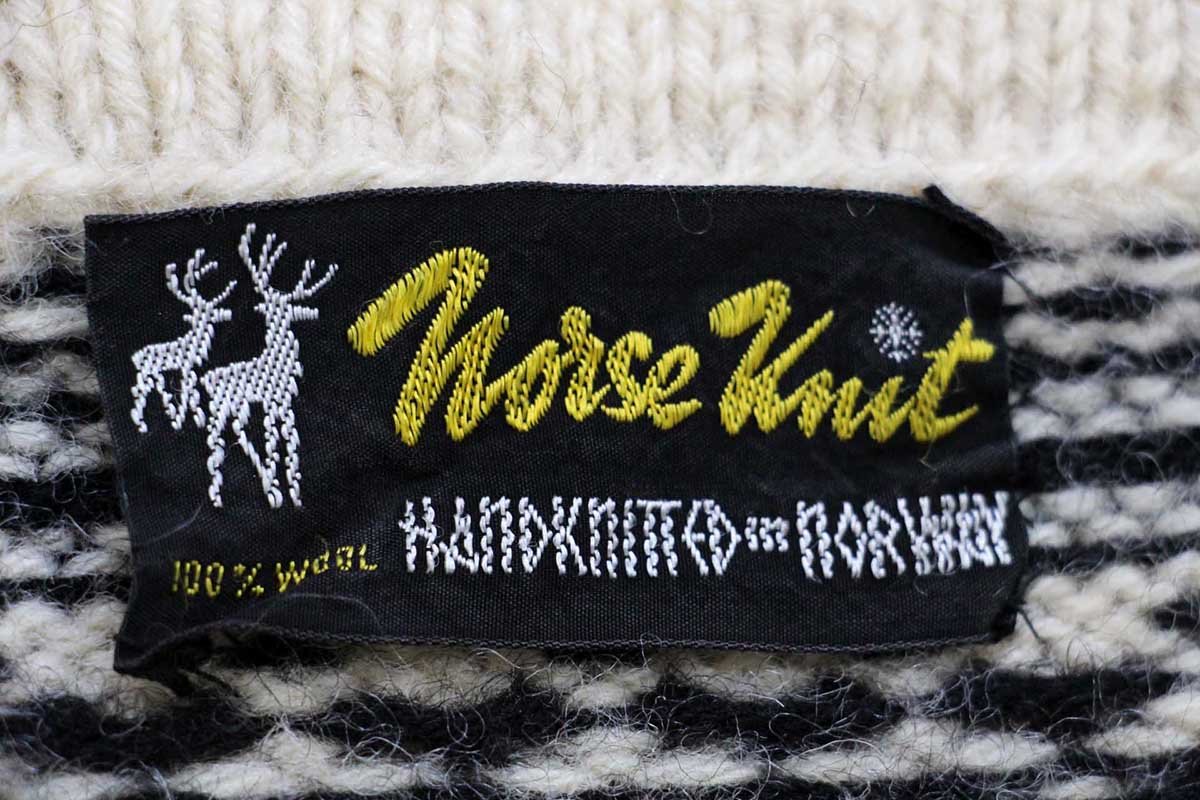 Norse Knit
HANDKNITTED in NORWAY
100% WOOL